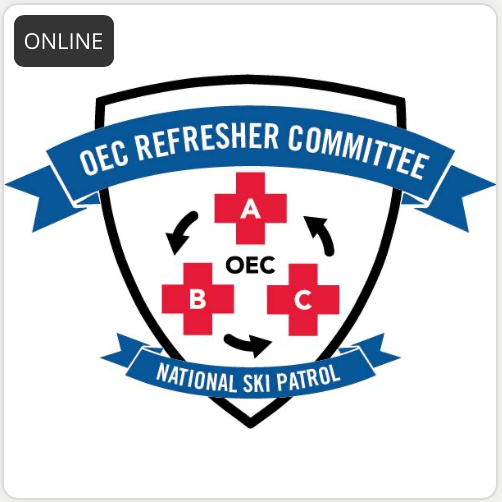 ONLINE
OEC REFRESHER COMMITTEE
A
OEC
B C
NATIONAL SKI PATROL